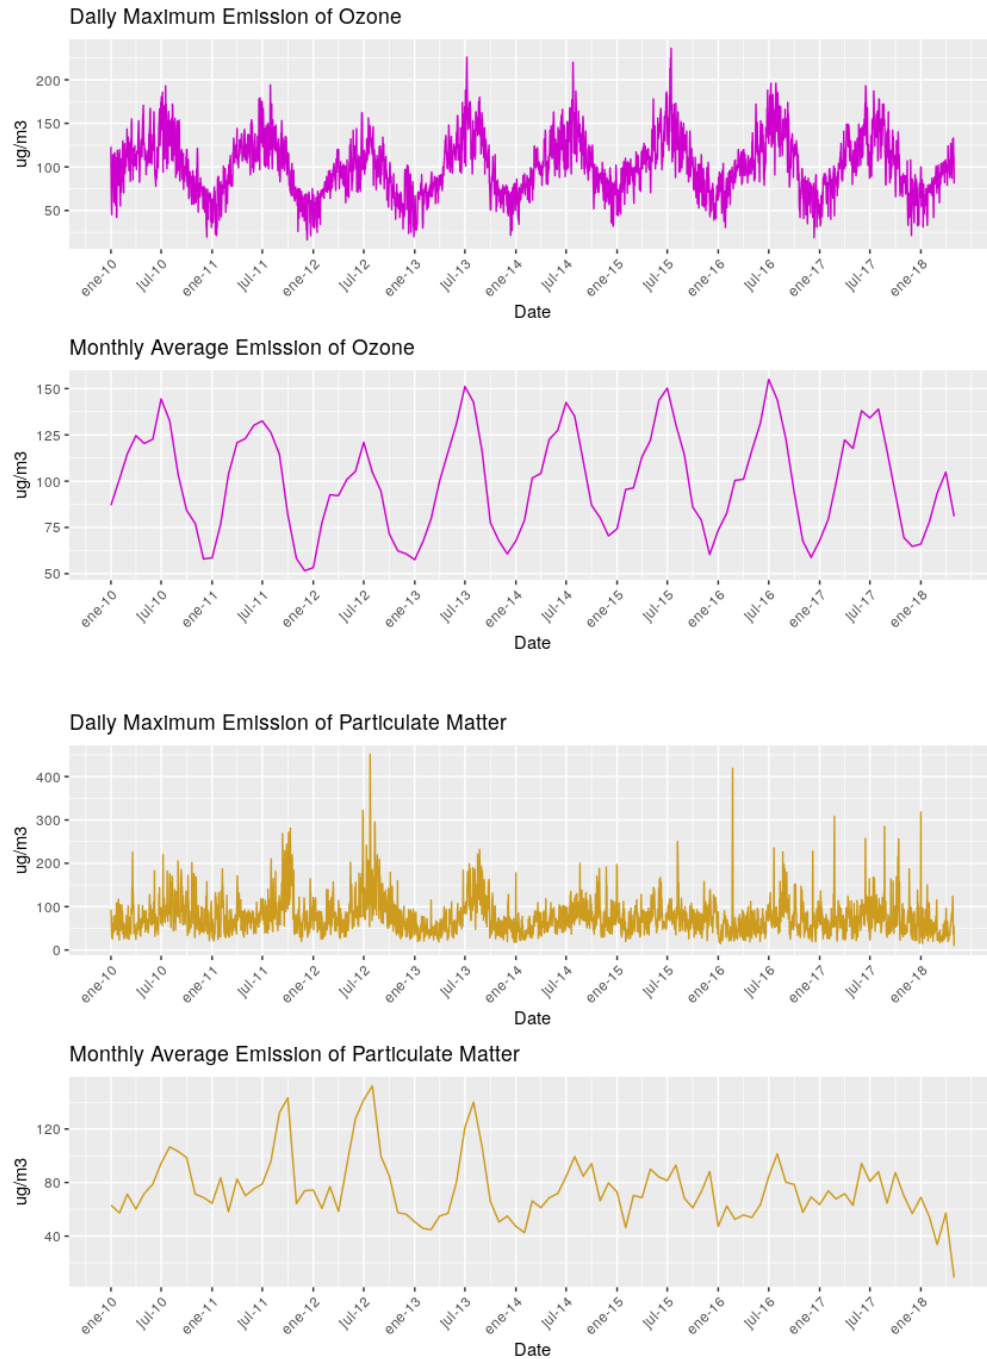 Daily Maximum Emission of Ozone
ug/m3
200
150
100
50
ene-10 Jul-10 ene-11 Jul-11 ene-12 Jul-12 ene-13 Jul-13 ene-14 Jul-14 ene-15 Jul-15 ene-16 Jul-16 ene-17 Jul-17 ene-18
Date
Monthly Average Emission of Ozone
ug/m3
150
125
100
75
50
ene-10 Jul-10 ene-11 Jul-11 ene-12 Jul-12 ene-13 Jul-13 ene-14 Jul-14 ene-15 Jul-15 ene-16 Jul-16 ene-17 Jul-17 ene-18
Date
Daily Maximum Emission of Particulate Matter
ug/m3
400
300
200
100
0
ene-10 Jul-10 ene-11 Jul-11 ene-12 Jul-12 ene-13 Jul-13 ene-14 Jul-14 ene-15 Jul-15 ene-16 Jul-16 ene-17 Jul-17 ene-18
Date
Monthly Average Emission of Particulate Matter
ug/m3
120
80
40
ene-10 Jul-10 ene-11 Jul-11 ene-12 Jul-12 ene-13 Jul-13 ene-14 Jul-14 ene-15 Jul-15 ene-16 Jul-16 ene-17 Jul-17 ene-18
Date